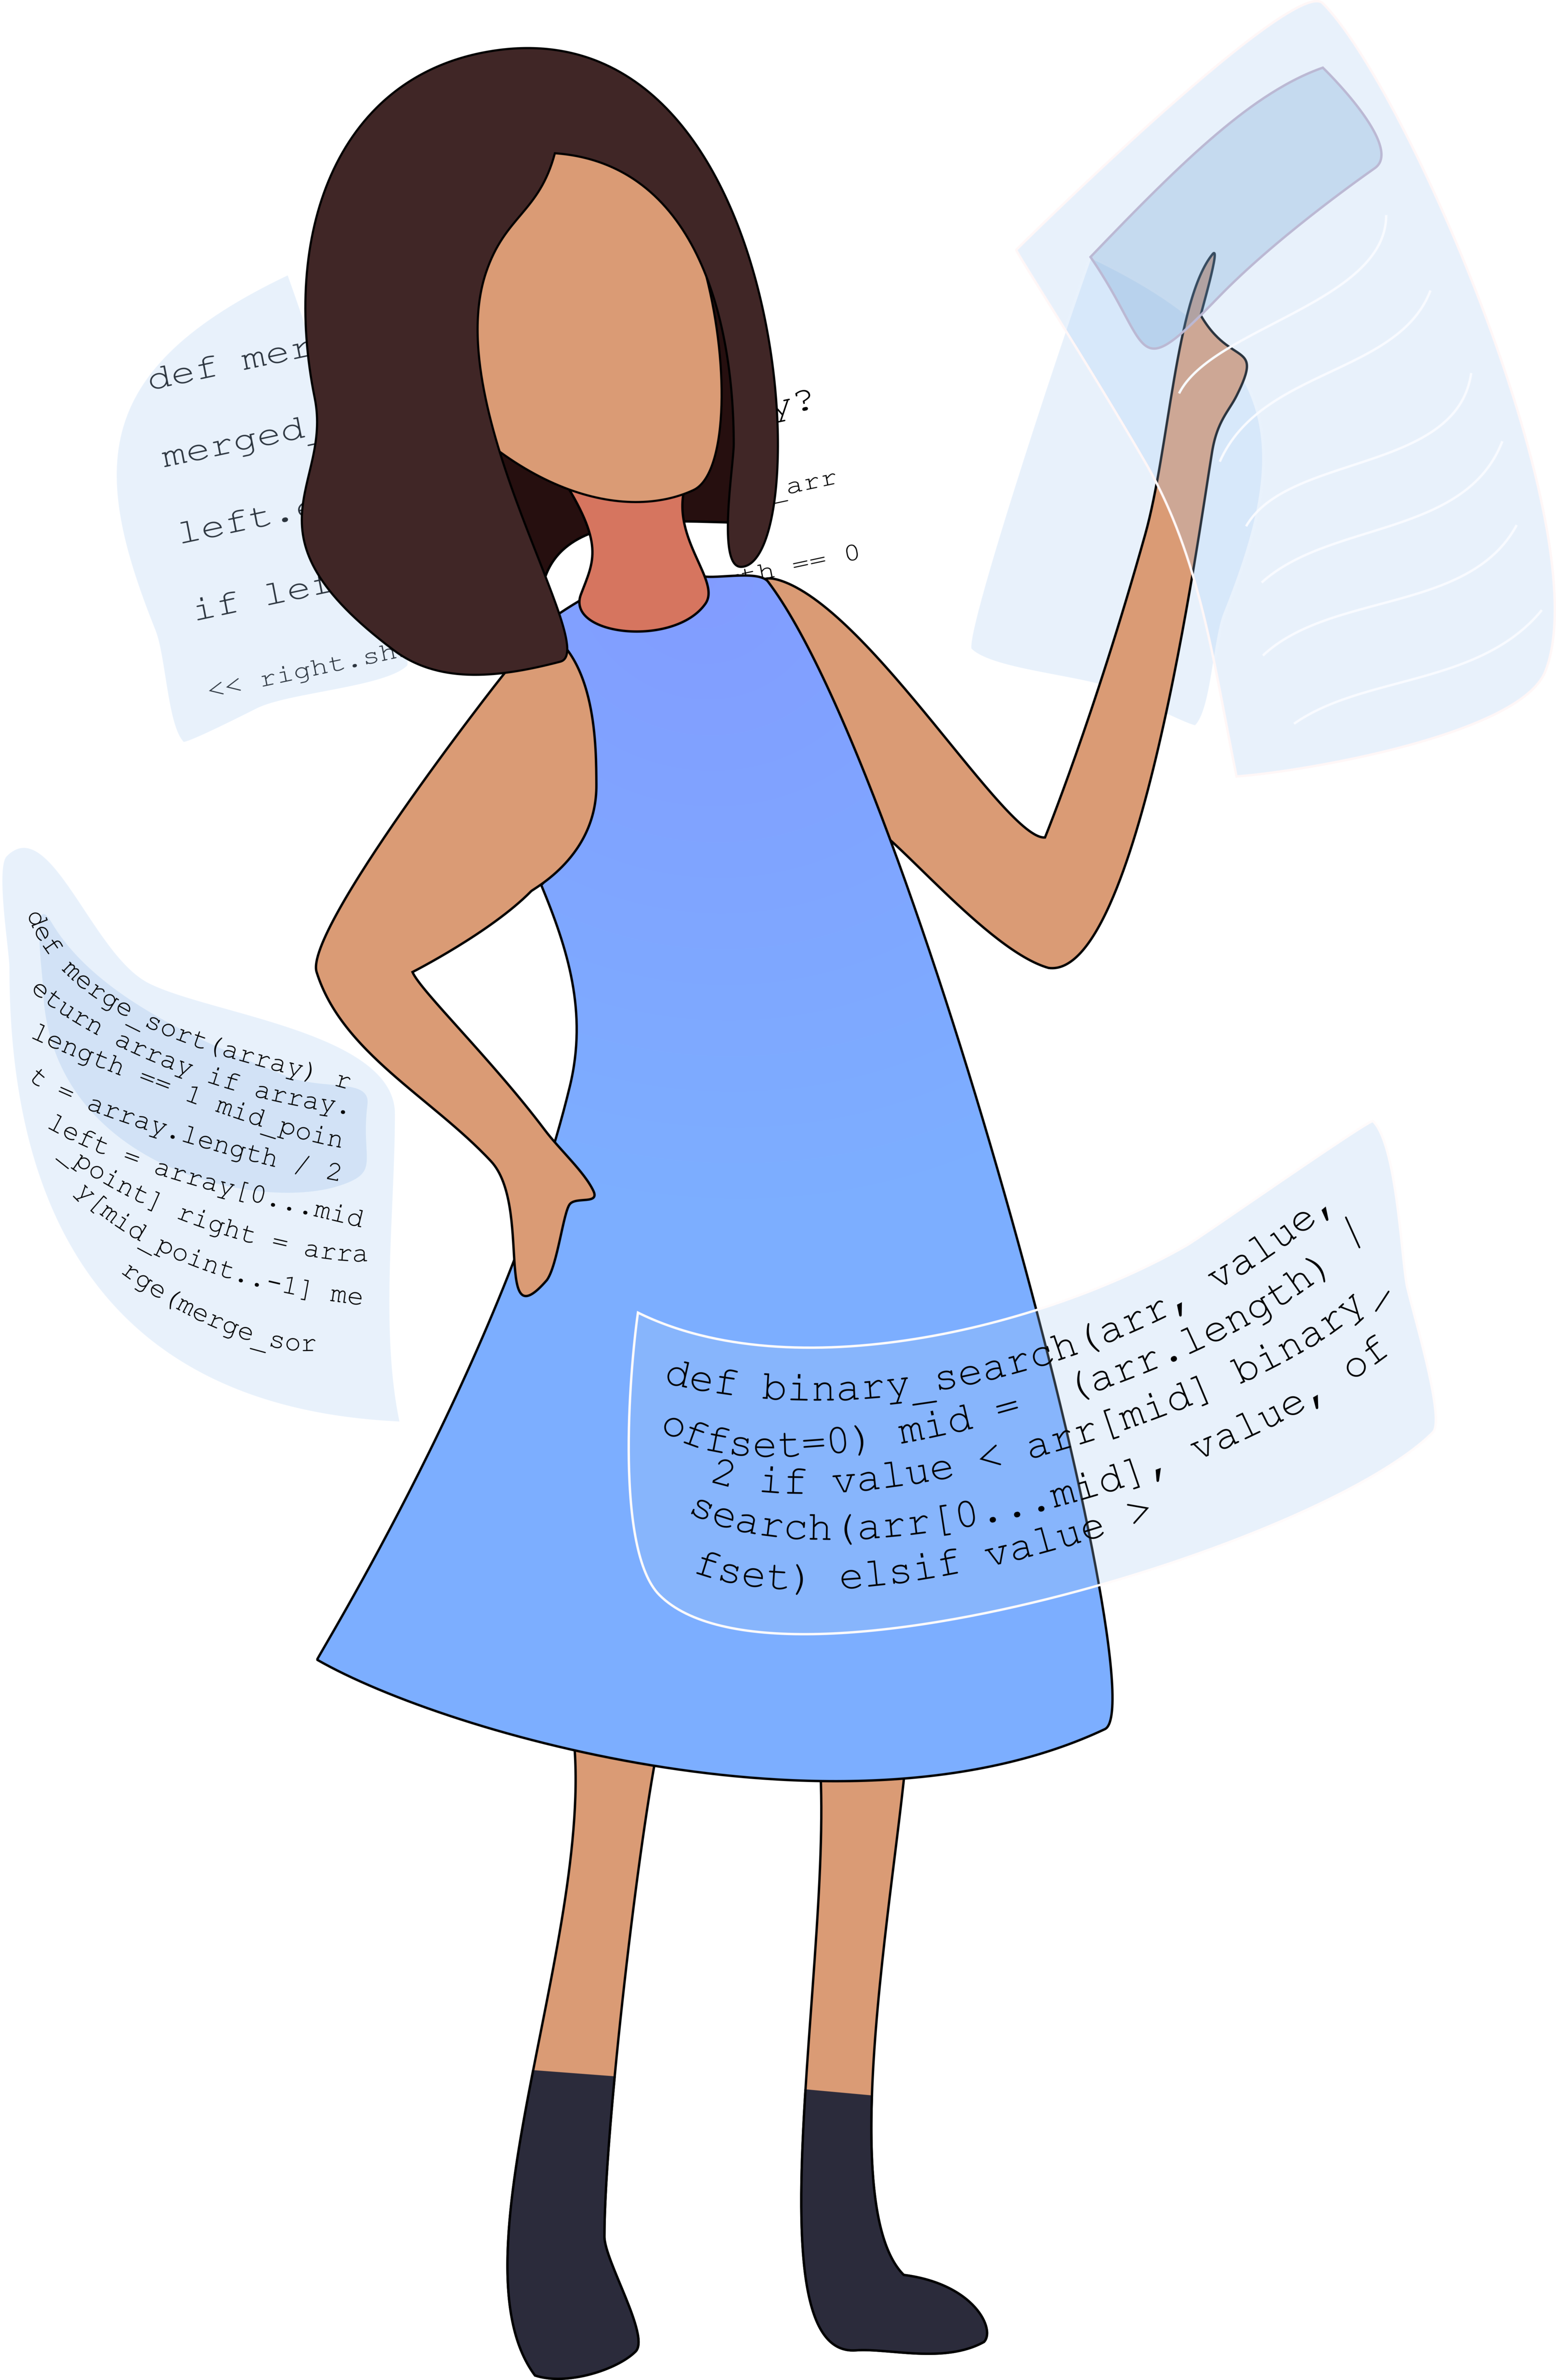 def mer
merged_
left.
if lef
<< right.sh
y?
_arr
th == 0
def merge_sort(array) r
eturn array if array.
length == 1 mid_poin
t = array.length / 2
left = array[0...mid
_point] right = arra
y[mid_point..-1] me
rge(merge_sor
def binary_search(arr, value,
offset=0) mid = (arr.length) \
2 if value < arr[mid] binary_
search(arr[0...mid], value, of
fset) elsif value >